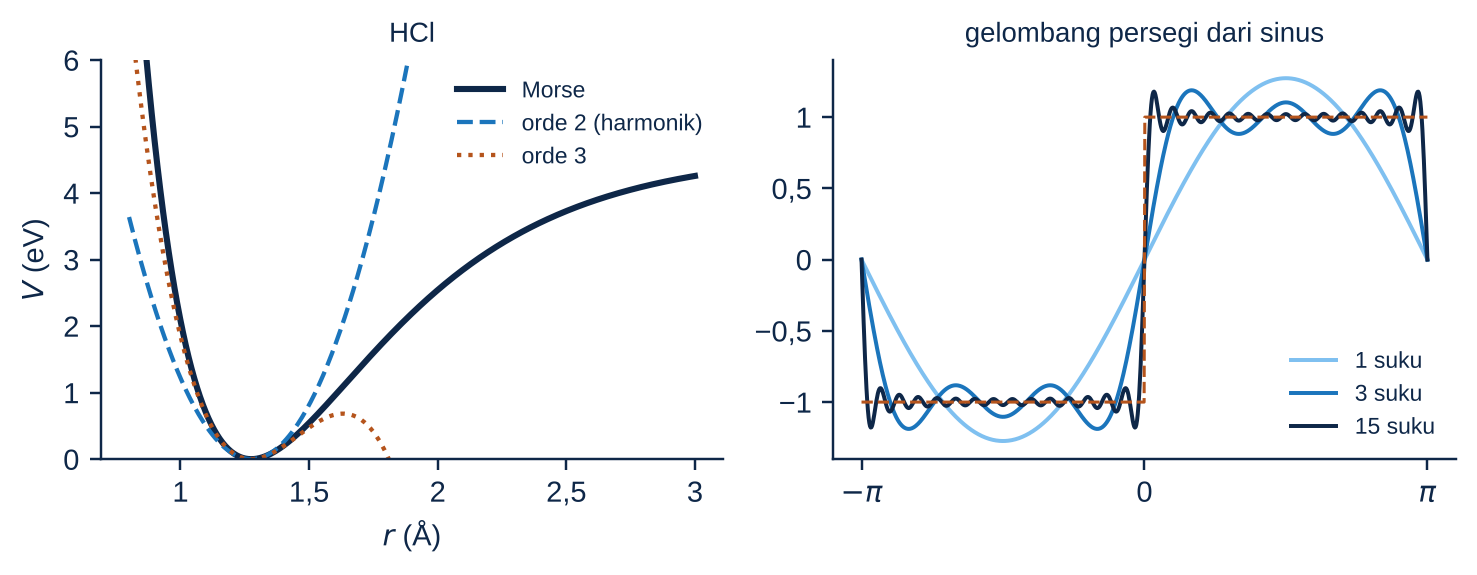 HCl
6
5
4
3
2
1
0
V (eV)
1
1,5
2
2,5
3
r (Å)
Morse
orde 2 (harmonik)
orde 3
gelombang persegi dari sinus
1
0,5
0
−0,5
−1
−π
0
π
1 suku
3 suku
15 suku